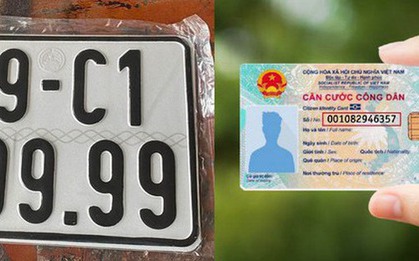 9-C1
99.99
CỘNG HÒA XÃ HỘI CHỦ NGHĨA VIỆT NAM
Độc lập - Tự do - Hạnh phúc
SOCIALIST REPUBLIC OF VIET NAM
Independence - Freedom - Happiness
CĂN CƯỚC CÔNG DÂN
Citizen Identity Card
Số / No.: 001082946357
Họ và tên / Full name:
Ngày sinh / Date of birth:
Giới tính / Sex: Quốc tịch / Nationality:
Quê quán / Place of origin:
Nơi thường trú / Place of residence: